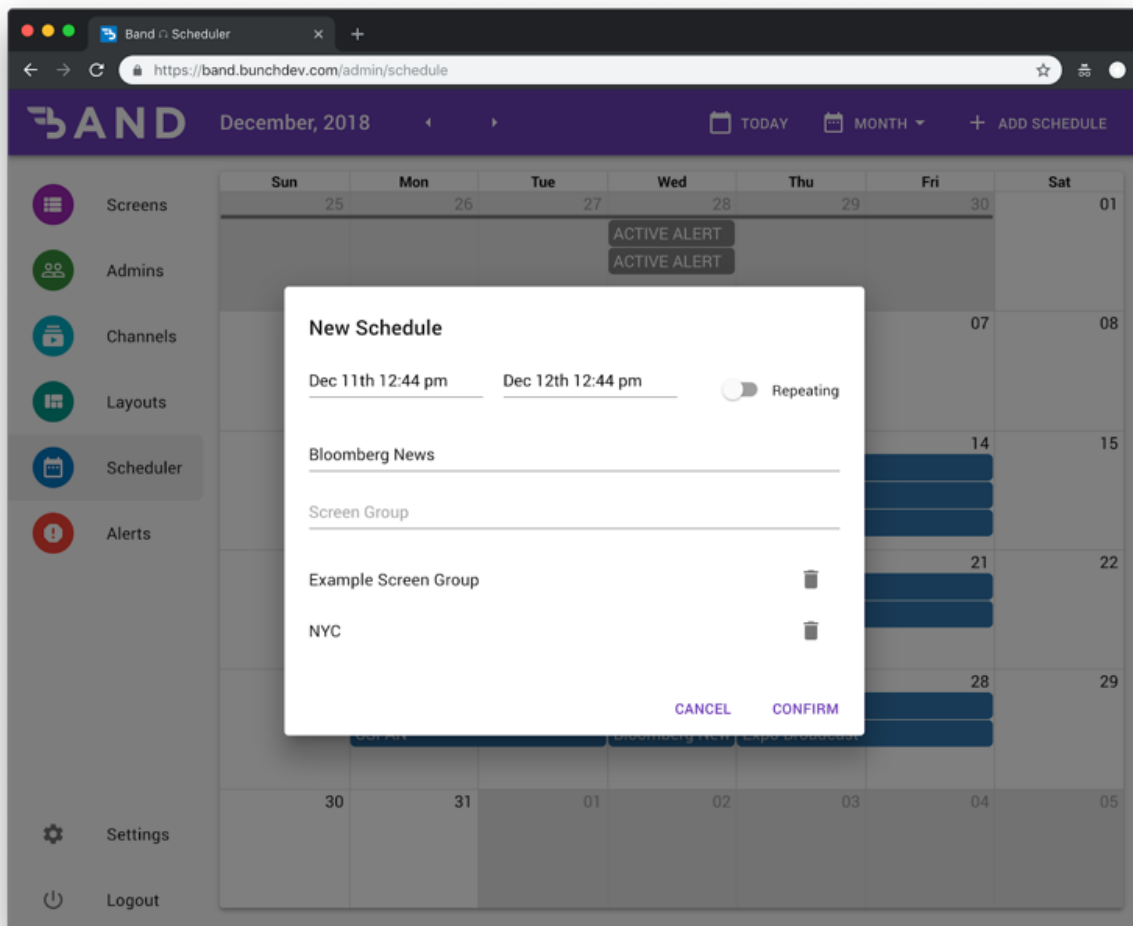 Band ∩ Scheduler
https://band.bunchdev.com/admin/schedule
BAND
December, 2018
TODAY
MONTH
+ ADD SCHEDULE
Sun Mon Tue Wed Thu Fri Sat
25 26 27 28 29 30 01
ACTIVE ALERT
ACTIVE ALERT
Screens
Admins
Channels
Layouts
Scheduler
Alerts
Settings
Logout
New Schedule
Dec 11th 12:44 pm
Dec 12th 12:44 pm
Repeating
Bloomberg News
Screen Group
Example Screen Group
NYC
CANCEL
CONFIRM
07 08
14 15
21 22
28 29
Bloomberg New
Expo Broadcast
30 31 01 02 03 04 05